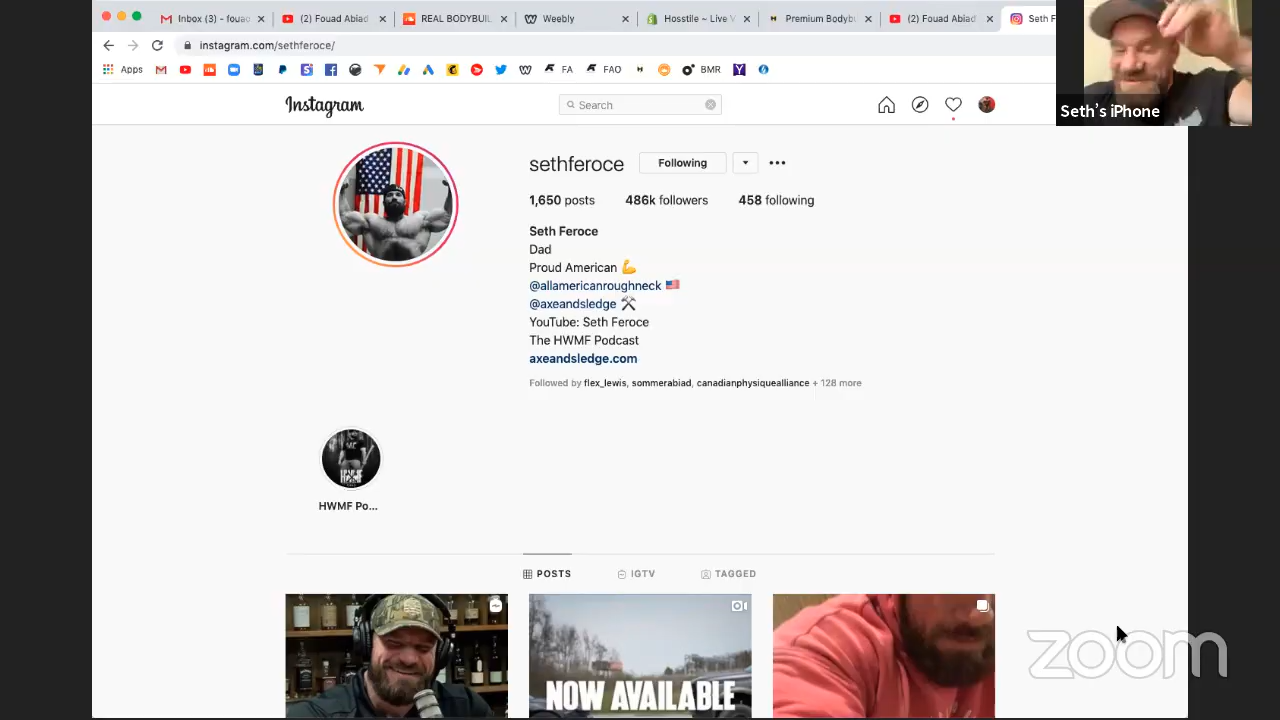 Inbox (3) - foua
(2) Fouad Abiad
REAL BODYBUIL
Weebly
Hosstile ~ Live V
Premium Bodybu
(2) Fouad Abiad
Seth F
instagram.com/sethferoce/
Apps
FA
FAO
BMR
Seth's iPhone
Instagram
Search
sethferoce
Following
1,650 posts
486k followers
458 following
Seth Feroce
Dad
Proud American 💪
@allamericanroughneck 🇺🇸
@axeandsledge ⚒
YouTube: Seth Feroce
The HWMF Podcast
axeandsledge.com
Followed by flex_lewis, sommerabiad, canadianphysiquealliance + 128 more
HWMF
HWMF Po...
POSTS
IGTV
TAGGED
NOW AVAILABLE
zoom